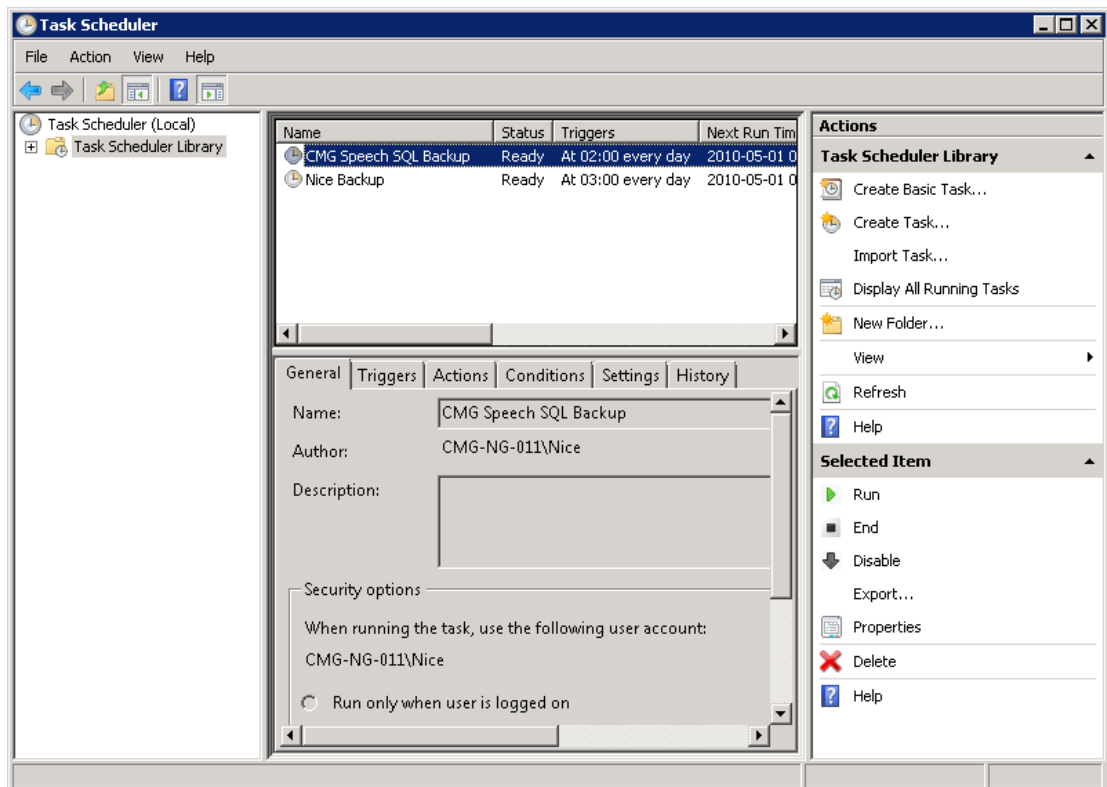 Task Scheduler
File Action View Help
Task Scheduler (Local)
Task Scheduler Library
Name Status Triggers Next Run Tim
CMG Speech SQL Backup Ready At 02:00 every day 2010-05-01 0
Nice Backup Ready At 03:00 every day 2010-05-01 0
General Triggers Actions Conditions Settings History
Name: CMG Speech SQL Backup
Author: CMG-NG-011\Nice
Description:
Security options
When running the task, use the following user account:
CMG-NG-011\Nice
Run only when user is logged on
Actions
Task Scheduler Library
Create Basic Task...
Create Task...
Import Task...
Display All Running Tasks
New Folder...
View
Refresh
Help
Selected Item
Run
End
Disable
Export...
Properties
Delete
Help